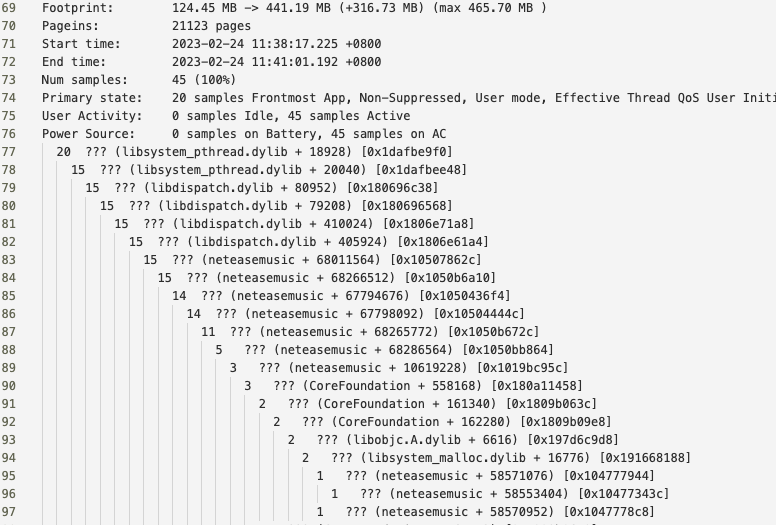 69 Footprint: 124.45 MB -> 441.19 MB (+316.73 MB) (max 465.70 MB )
70 Pageins: 21123 pages
71 Start time: 2023-02-24 11:38:17.225 +0800
72 End time: 2023-02-24 11:41:01.192 +0800
73 Num samples: 45 (100%)
74 Primary state: 20 samples Frontmost App, Non-Suppressed, User mode, Effective Thread QoS User Initi
75 User Activity: 0 samples Idle, 45 samples Active
76 Power Source: 0 samples on Battery, 45 samples on AC
77 20 ??? (libsystem_pthread.dylib + 18928) [0x1dafbe9f0]
78 15 ??? (libsystem_pthread.dylib + 20040) [0x1dafbee48]
79 15 ??? (libdispatch.dylib + 80952) [0x180696c38]
80 15 ??? (libdispatch.dylib + 79208) [0x180696568]
81 15 ??? (libdispatch.dylib + 410024) [0x1806e71a8]
82 15 ??? (libdispatch.dylib + 405924) [0x1806e61a4]
83 15 ??? (neteasemusic + 68011564) [0x10507862c]
84 15 ??? (neteasemusic + 68266512) [0x1050b6a10]
85 14 ??? (neteasemusic + 67794676) [0x1050436f4]
86 14 ??? (neteasemusic + 67798092) [0x10504444c]
87 11 ??? (neteasemusic + 68265772) [0x1050b672c]
88 5 ??? (neteasemusic + 68286564) [0x1050bb864]
89 3 ??? (neteasemusic + 10619228) [0x1019bc95c]
90 3 ??? (CoreFoundation + 558168) [0x180a11458]
91 2 ??? (CoreFoundation + 161340) [0x1809b063c]
92 2 ??? (CoreFoundation + 162280) [0x1809b09e8]
93 2 ??? (libobjc.A.dylib + 6616) [0x197d6c9d8]
94 2 ??? (libsystem_malloc.dylib + 16776) [0x191668188]
95 1 ??? (neteasemusic + 58571076) [0x104777944]
96 1 ??? (neteasemusic + 58553404) [0x10477343c]
97 1 ??? (neteasemusic + 58570952) [0x1047778c8]